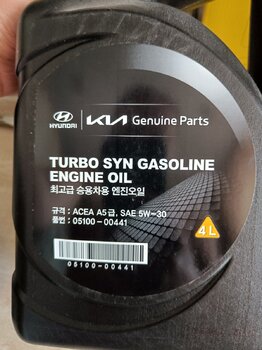 HYUNDAI KIA Genuine Parts
TURBO SYN GASOLINE
ENGINE OIL
최고급 승용차용 엔진오일
규격 : ACEA A5급, SAE 5W-30
품번 : 05100-00441
4 L
05100-00441